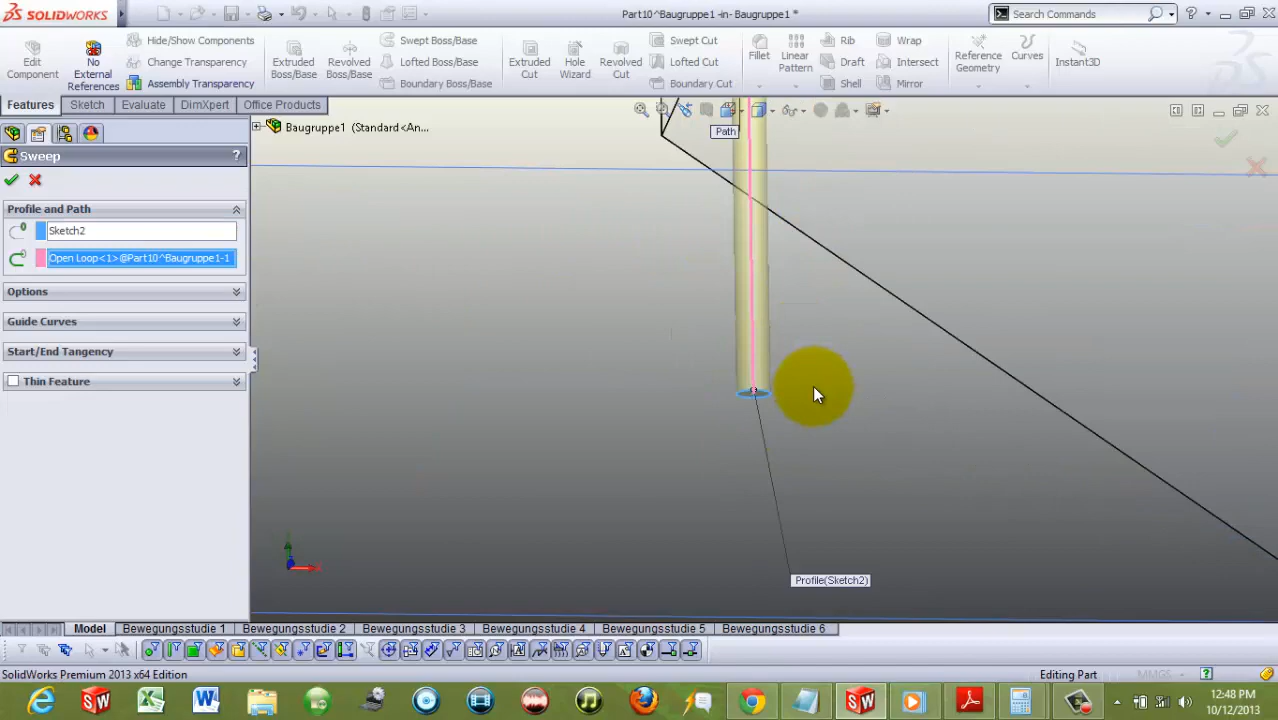 SOLIDWORKS
Part10^Baugruppe1 -in- Baugruppe1 *
Search Commands
Edit Component
No External References
Hide/Show Components
Change Transparency
Assembly Transparency
Extruded Boss/Base
Revolved Boss/Base
Swept Boss/Base
Lofted Boss/Base
Boundary Boss/Base
Extruded Cut
Hole Wizard
Revolved Cut
Swept Cut
Lofted Cut
Boundary Cut
Fillet
Linear Pattern
Rib
Draft
Shell
Wrap
Intersect
Mirror
Reference Geometry
Curves
Instant3D
Features Sketch Evaluate DimXpert Office Products
Baugruppe1 (Standard<An...
Path
Sweep ?
Profile and Path
Sketch2
Open Loop<1>@Part10^Baugruppe1-1
Options
Guide Curves
Start/End Tangency
Thin Feature
Profile(Sketch2)
Model Bewegungsstudie 1 Bewegungsstudie 2 Bewegungsstudie 3 Bewegungsstudie 4 Bewegungsstudie 5 Bewegungsstudie 6
SolidWorks Premium 2013 x64 Edition
Editing Part
MMGS
12:48 PM
10/12/2013